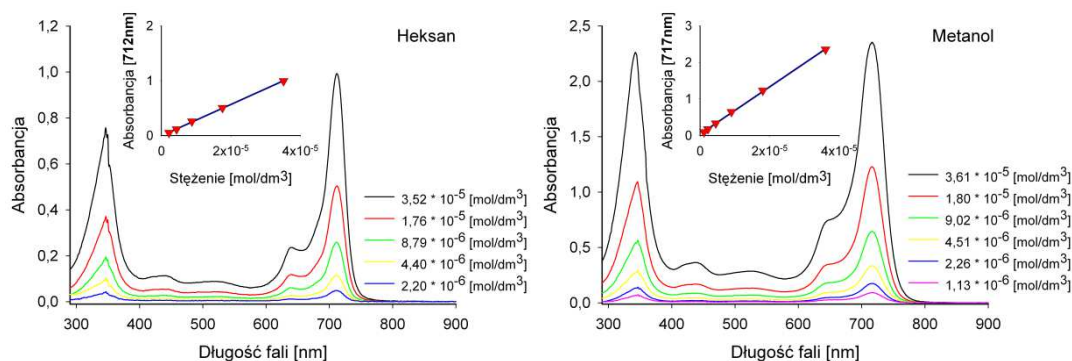 Heksan
1,2
1,0
0,8
0,6
0,4
0,2
0,0
Absorbancja
300 400 500 600 700 800 900
Długość fali [nm]
2
1
0
Absorbancja [712nm]
0 2x10-5 4x10-5
Stężenie [mol/dm3]
3,52 * 10-5 [mol/dm3]
1,76 * 10-5 [mol/dm3]
8,79 * 10-6 [mol/dm3]
4,40 * 10-6 [mol/dm3]
2,20 * 10-6 [mol/dm3]
Metanol
2.5
2,0
1,5
1,0
0,5
0,0
Absorbancja
300 400 500 600 700 800 900
Długość fali [nm]
3
2
1
0
Absorbancja [717nm]
0 2x10-5 4x10-5
Stężenie [mol/dm3]
3,61 * 10-5 [mol/dm3]
1,80 * 10-5 [mol/dm3]
9,02 * 10-6 [mol/dm3]
4,51 * 10-6 [mol/dm3]
2,26 * 10-6 [mol/dm3]
1,13 * 10-6 [mol/dm3]